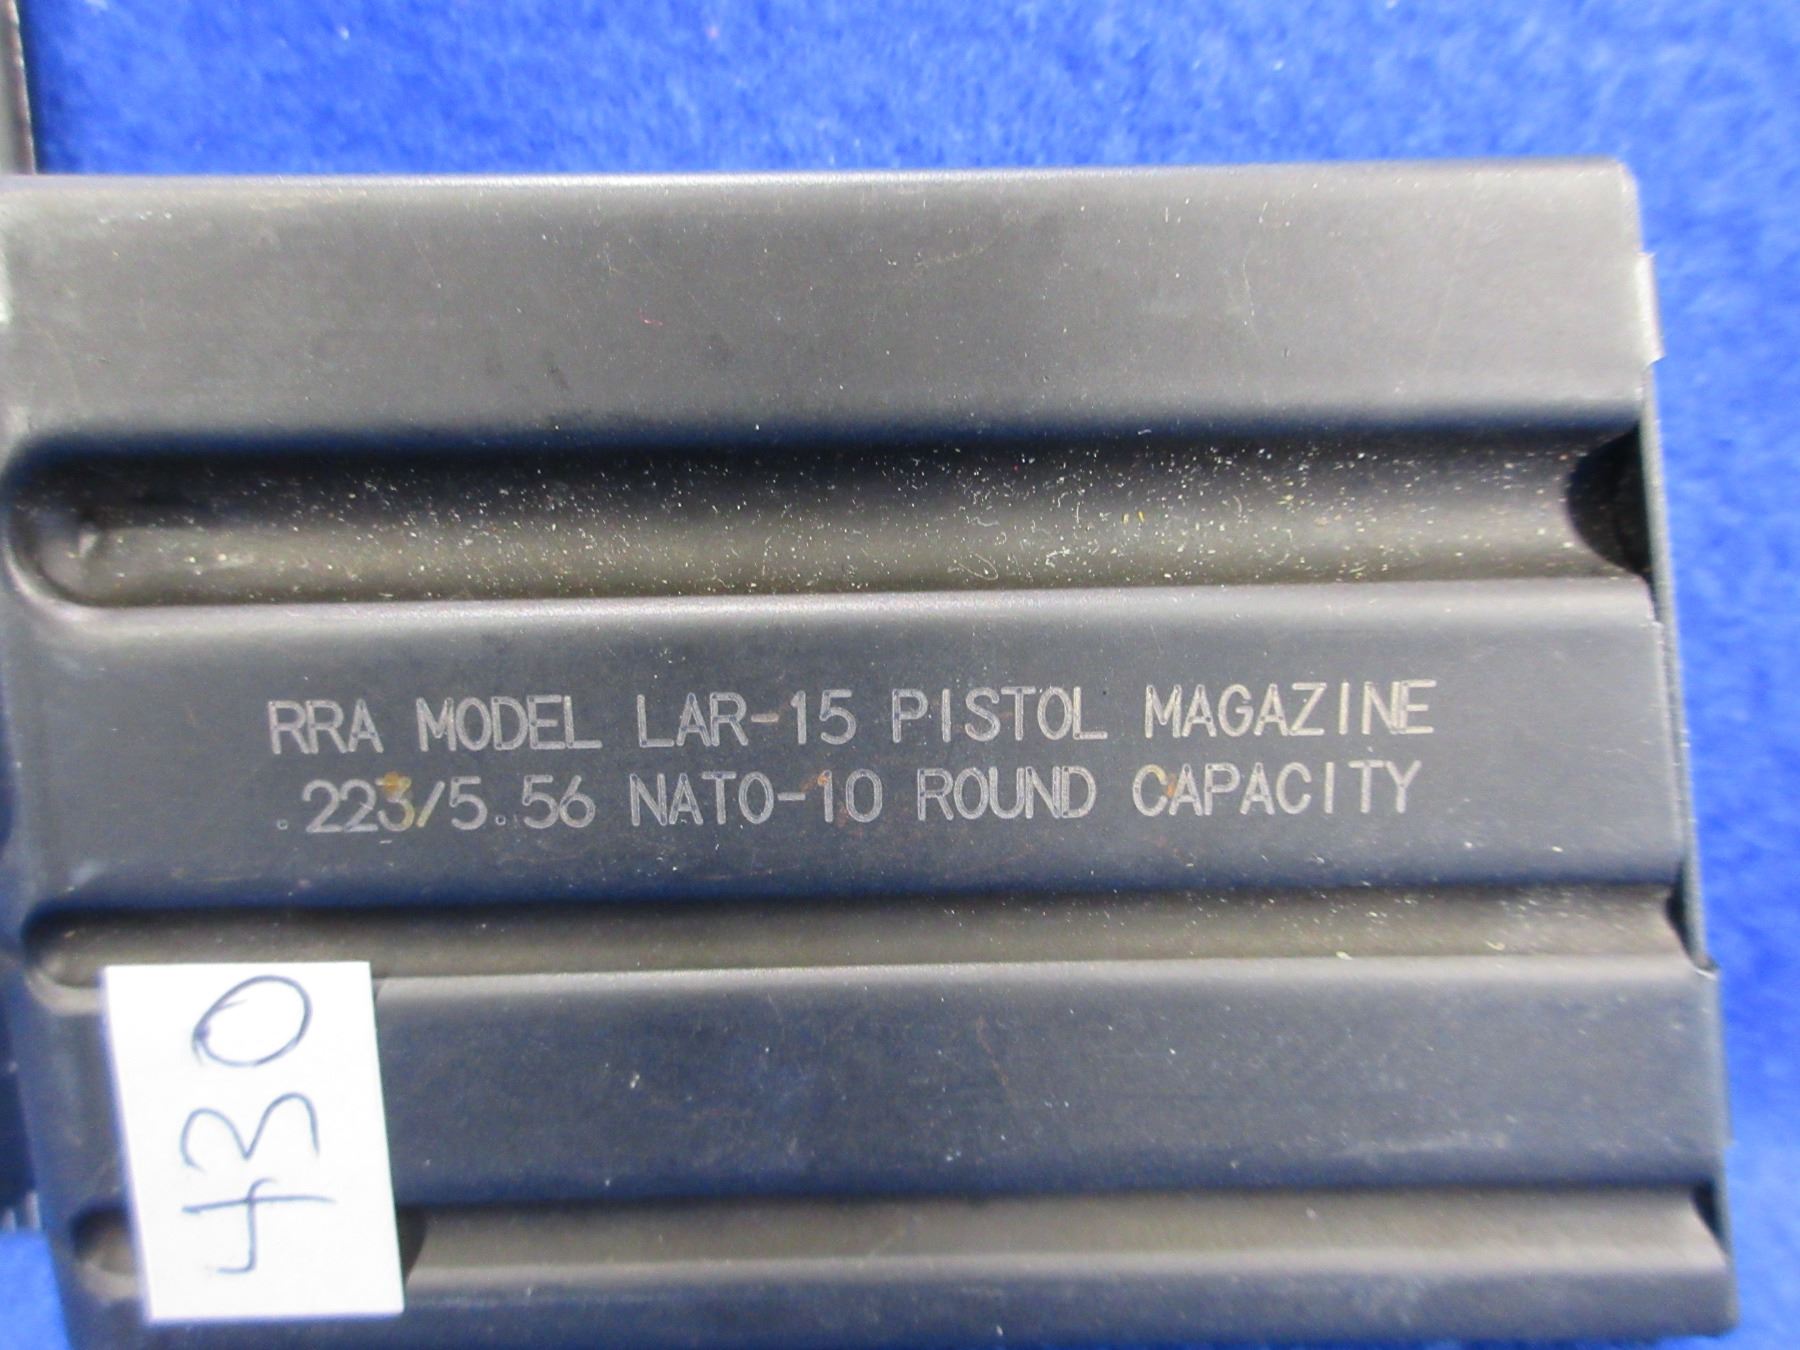 RRA MODEL LAR-15 PISTOL MAGAZINE
.223/5.56 NATO-10 ROUND CAPACITY
430